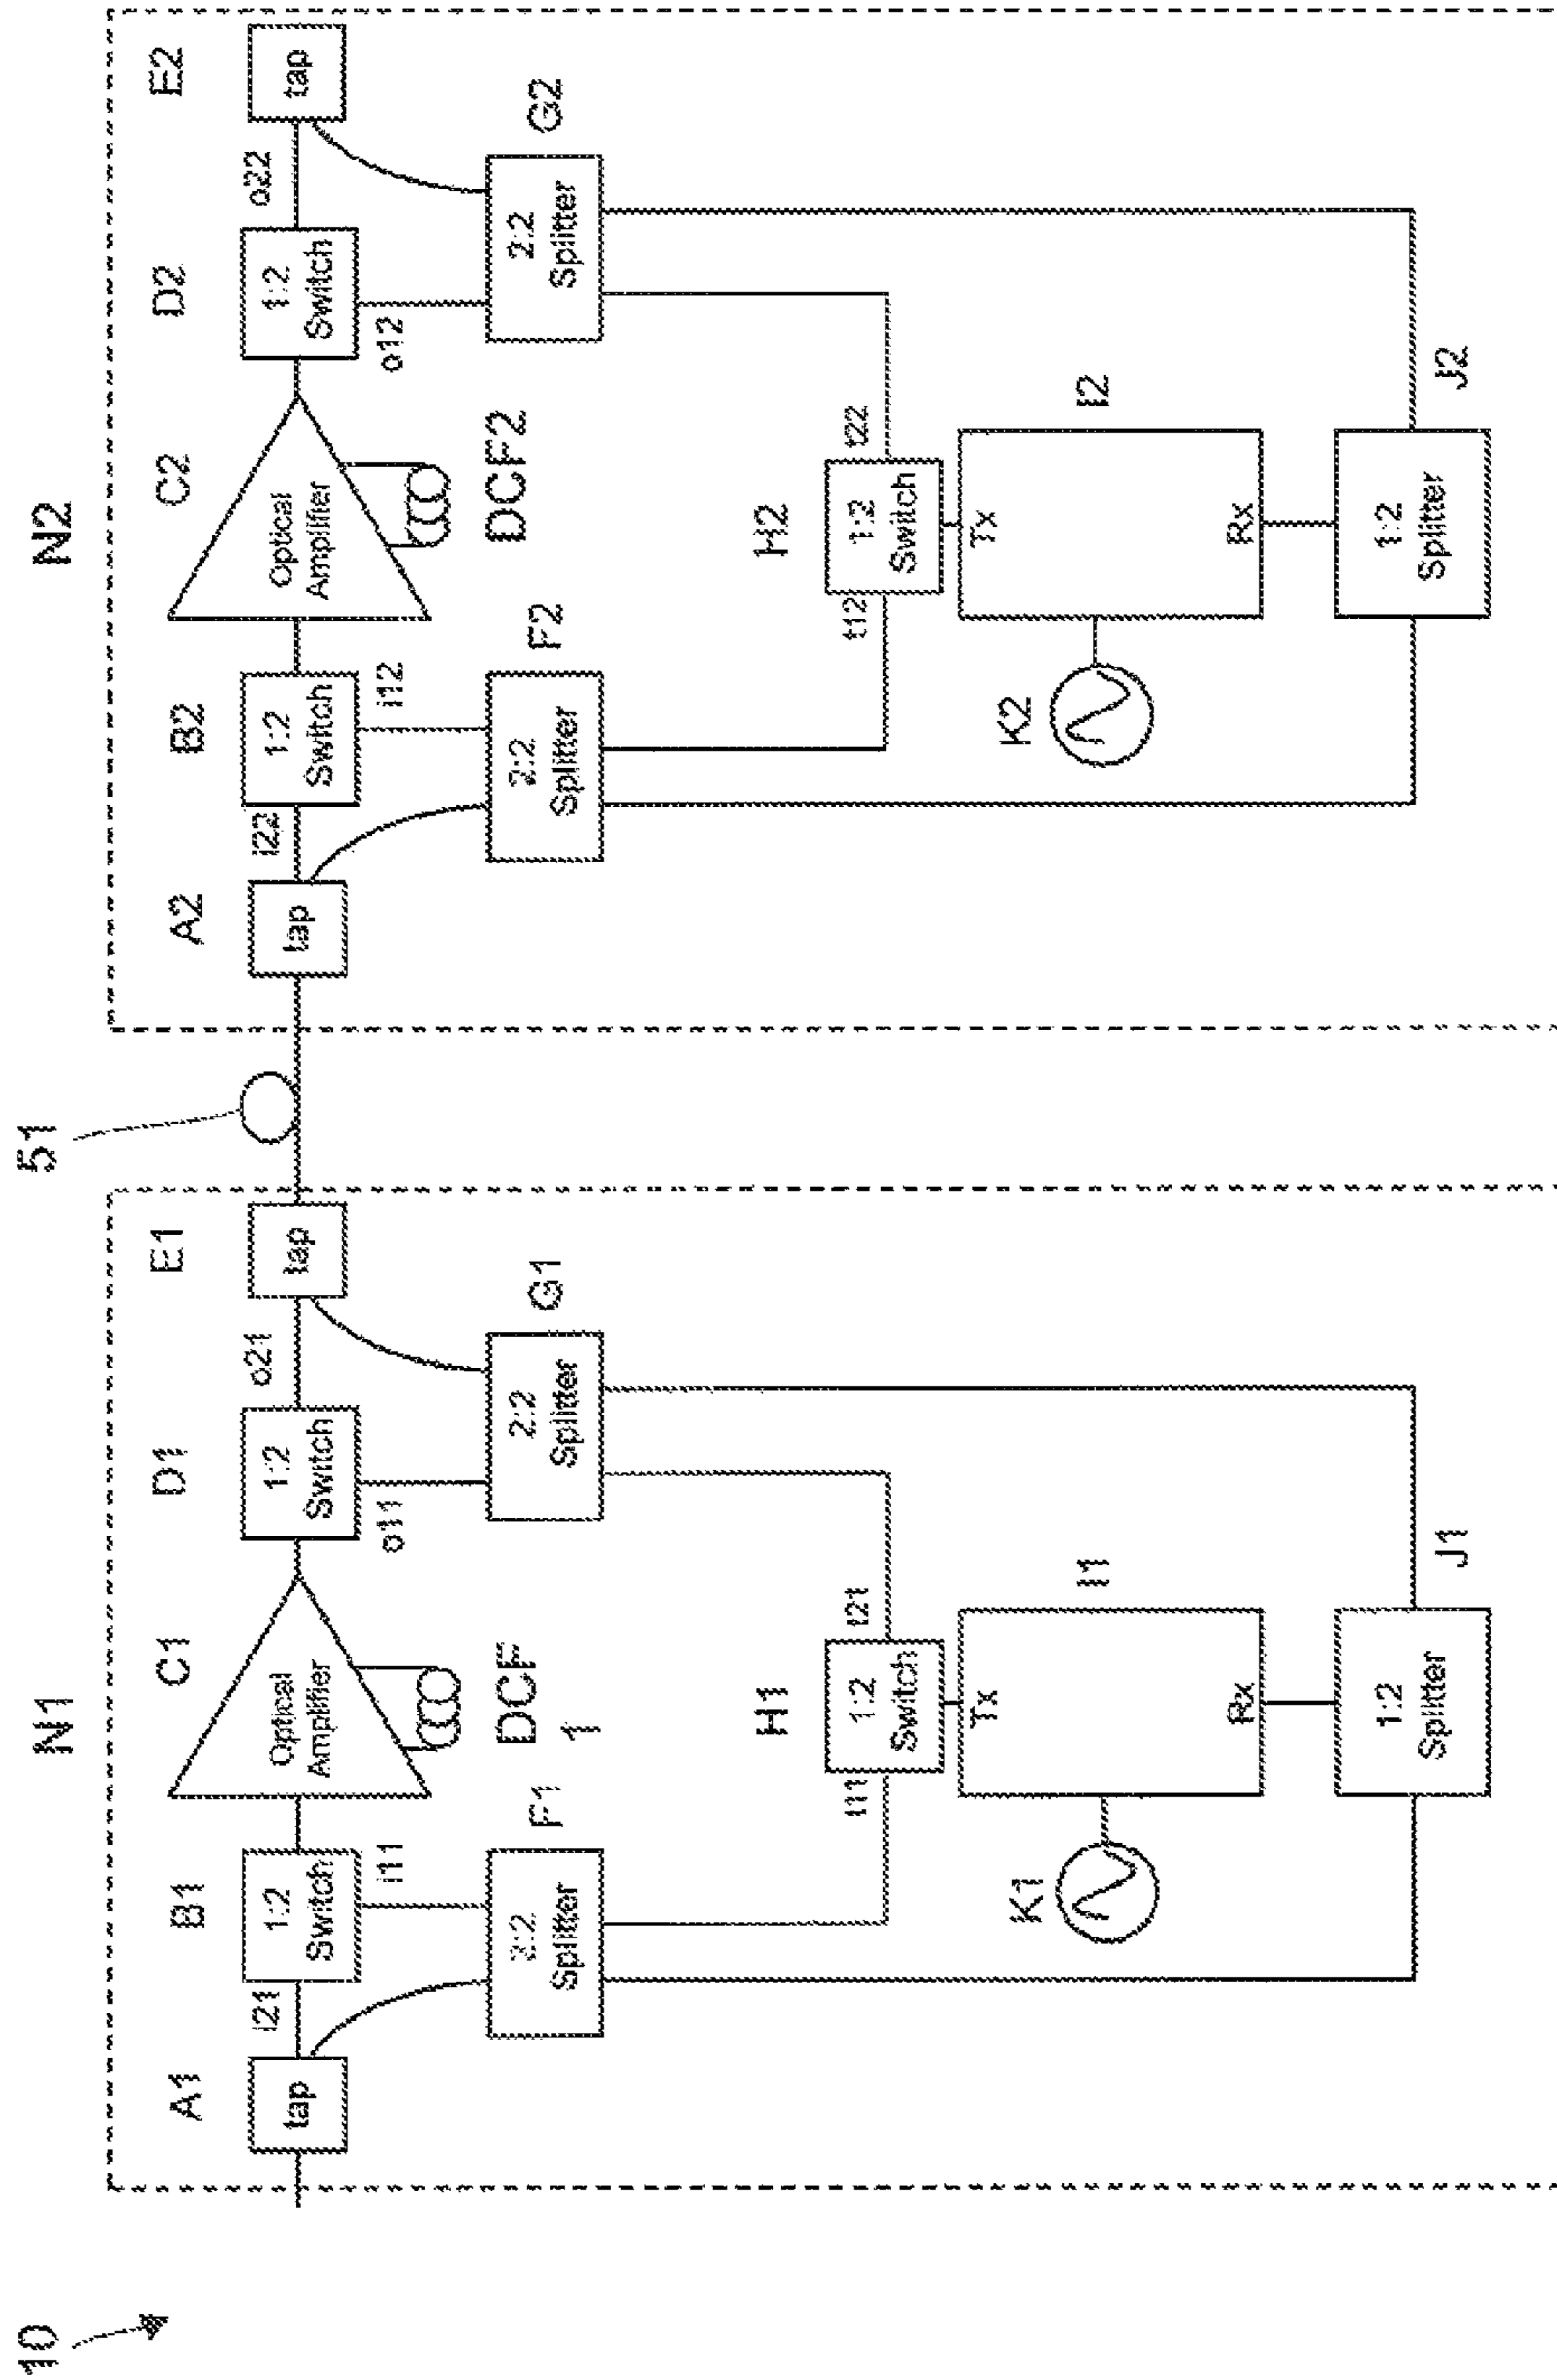 10
N1
51
N2
A1
B1
C1
D1
E1
A2
B2
C2
D2
E2
tap
i21
1:2
Switch
Optical
Amplifier
1:2
Switch
o21
tap
tap
i22
1:2
Switch
Optical
Amplifier
1:2
Switch
o22
tap
i11
o11
i12
o12
DCF
1
DCF2
2:2
Splitter
F1
2:2
Splitter
G1
2:2
Splitter
F2
2:2
Splitter
G2
H1
t11
1:2
Switch
t21
H2
t12
1:2
Switch
t22
K1
Tx
Rx
I1
K2
Tx
Rx
I2
1:2
Splitter
J1
1:2
Splitter
J2